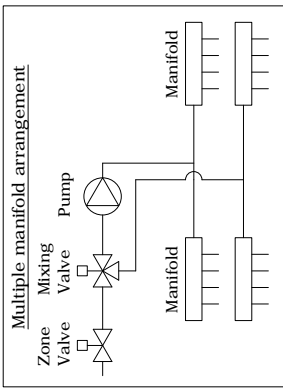 Multiple manifold arrangement
Zone
Valve
Mixing
Valve
Pump
Manifold
Manifold